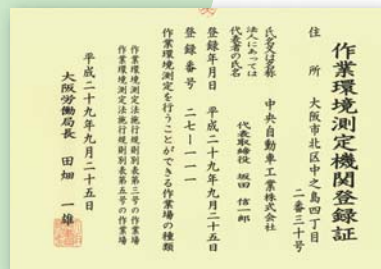 作業環境測定機関登録証
住所 大阪市北区中之島四丁目
二番三十号
氏名又は名称 中央自動車工業株式会社
法人にあっては
代表者の氏名 代表取締役 坂田 信一郎
登録年月日 平成二十九年九月二十五日
登録番号 二七―一一一
作業環境測定を行うことができる作業場の種類
作業環境測定法施行規則別表第三号の作業場
作業環境測定法施行規則別表第五号の作業場
平成二十九年九月二十五日
大阪労働局長 田畑 一雄